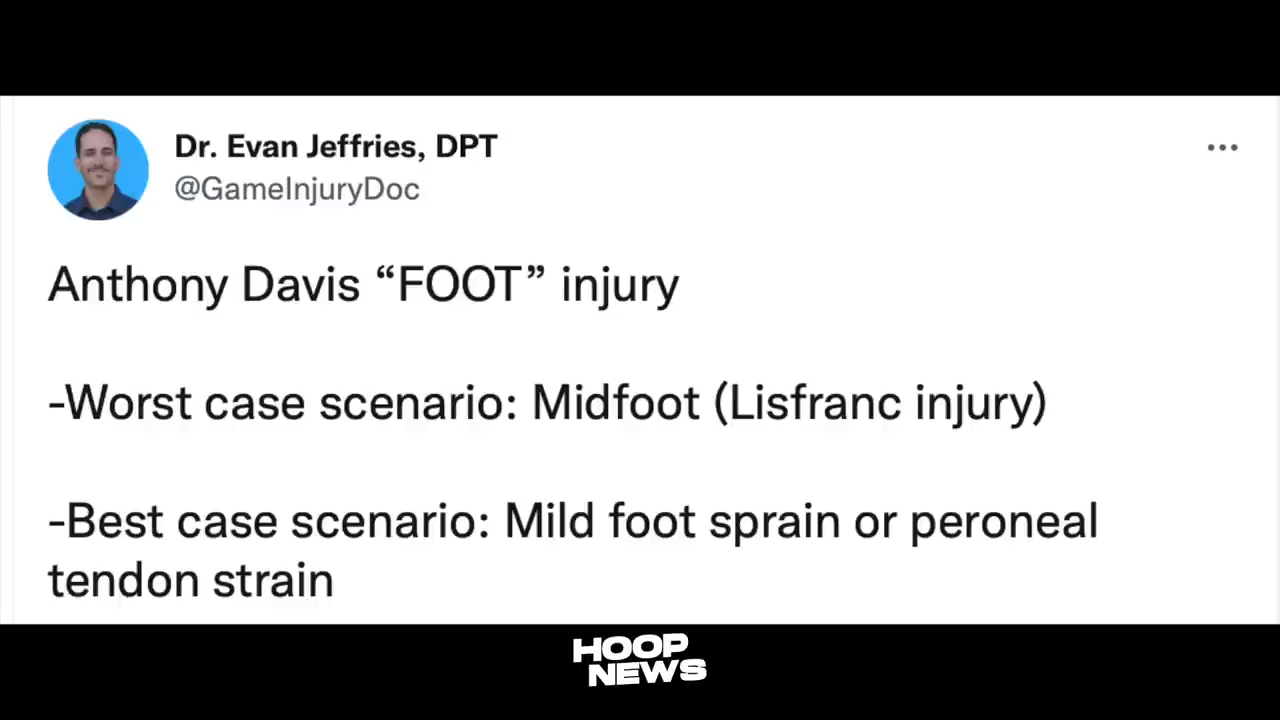 Dr. Evan Jeffries, DPT
@GameInjuryDoc
Anthony Davis “FOOT” injury
-Worst case scenario: Midfoot (Lisfranc injury)
-Best case scenario: Mild foot sprain or peroneal
tendon strain
HOOP
NEWS